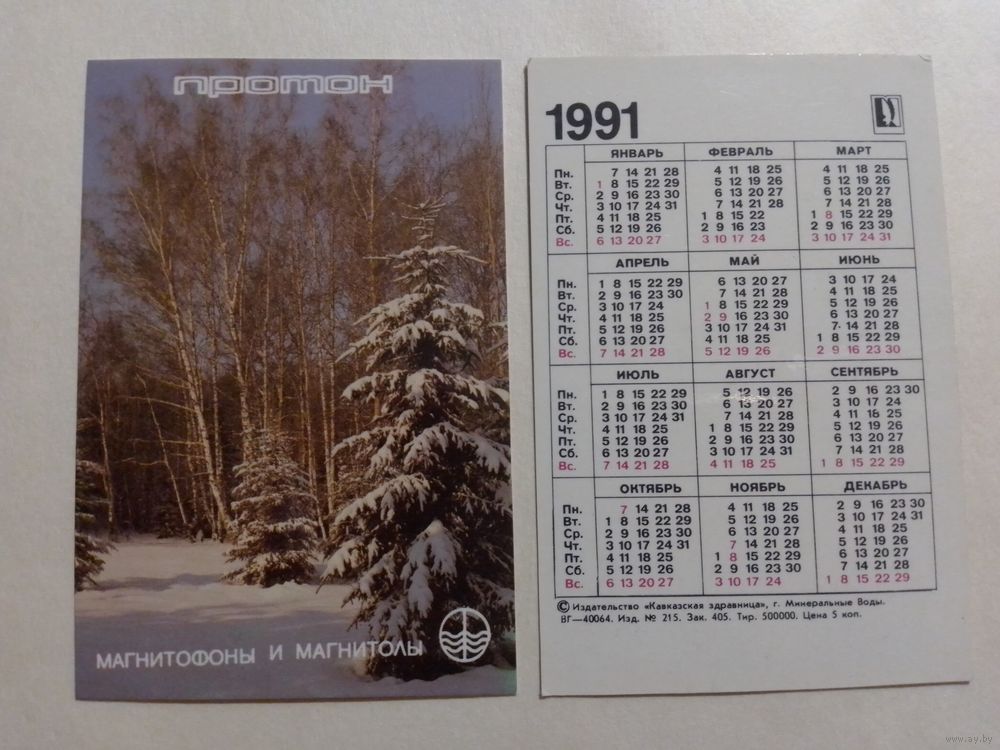 протон
МАГНИТОФОНЫ И МАГНИТОЛЫ
1991
ЯНВАРЬ ФЕВРАЛЬ МАРТ
Пн. 7 14 21 28 4 11 18 25 4 11 18 25
Вт. 1 8 15 22 29 5 12 19 26 5 12 19 26
Ср. 2 9 16 23 30 6 13 20 27 6 13 20 27
Чт. 3 10 17 24 31 7 14 21 28 7 14 21 28
Пт. 4 11 18 25 1 8 15 22 1 8 15 22 29
Сб. 5 12 19 26 2 9 16 23 2 9 16 23 30
Вс. 6 13 20 27 3 10 17 24 3 10 17 24 31
АПРЕЛЬ МАЙ ИЮНЬ
Пн. 1 8 15 22 29 6 13 20 27 3 10 17 24
Вт. 2 9 16 23 30 7 14 21 28 4 11 18 25
Ср. 3 10 17 24 1 8 15 22 29 5 12 19 26
Чт. 4 11 18 25 2 9 16 23 30 6 13 20 27
Пт. 5 12 19 26 3 10 17 24 31 7 14 21 28
Сб. 6 13 20 27 4 11 18 25 1 8 15 22 29
Вс. 7 14 21 28 5 12 19 26 2 9 16 23 30
ИЮЛЬ АВГУСТ СЕНТЯБРЬ
Пн. 1 8 15 22 29 5 12 19 26 2 9 16 23 30
Вт. 2 9 16 23 30 6 13 20 27 3 10 17 24
Ср. 3 10 17 24 31 7 14 21 28 4 11 18 25
Чт. 4 11 18 25 1 8 15 22 29 5 12 19 26
Пт. 5 12 19 26 2 9 16 23 30 6 13 20 27
Сб. 6 13 20 27 3 10 17 24 31 7 14 21 28
Вс. 7 14 21 28 4 11 18 25 1 8 15 22 29
ОКТЯБРЬ НОЯБРЬ ДЕКАБРЬ
Пн. 7 14 21 28 4 11 18 25 2 9 16 23 30
Вт. 1 8 15 22 29 5 12 19 26 3 10 17 24 31
Ср. 2 9 16 23 30 6 13 20 27 4 11 18 25
Чт. 3 10 17 24 31 7 14 21 28 5 12 19 26
Пт. 4 11 18 25 1 8 15 22 29 6 13 20 27
Сб. 5 12 19 26 2 9 16 23 30 7 14 21 28
Вс. 6 13 20 27 3 10 17 24 1 8 15 22 29
© Издательство «Кавказская здравница», г. Минеральные Воды.
ВГ—40064. Изд. № 215. Зак. 405. Тир. 500000. Цена 5 коп.
www.ay.by